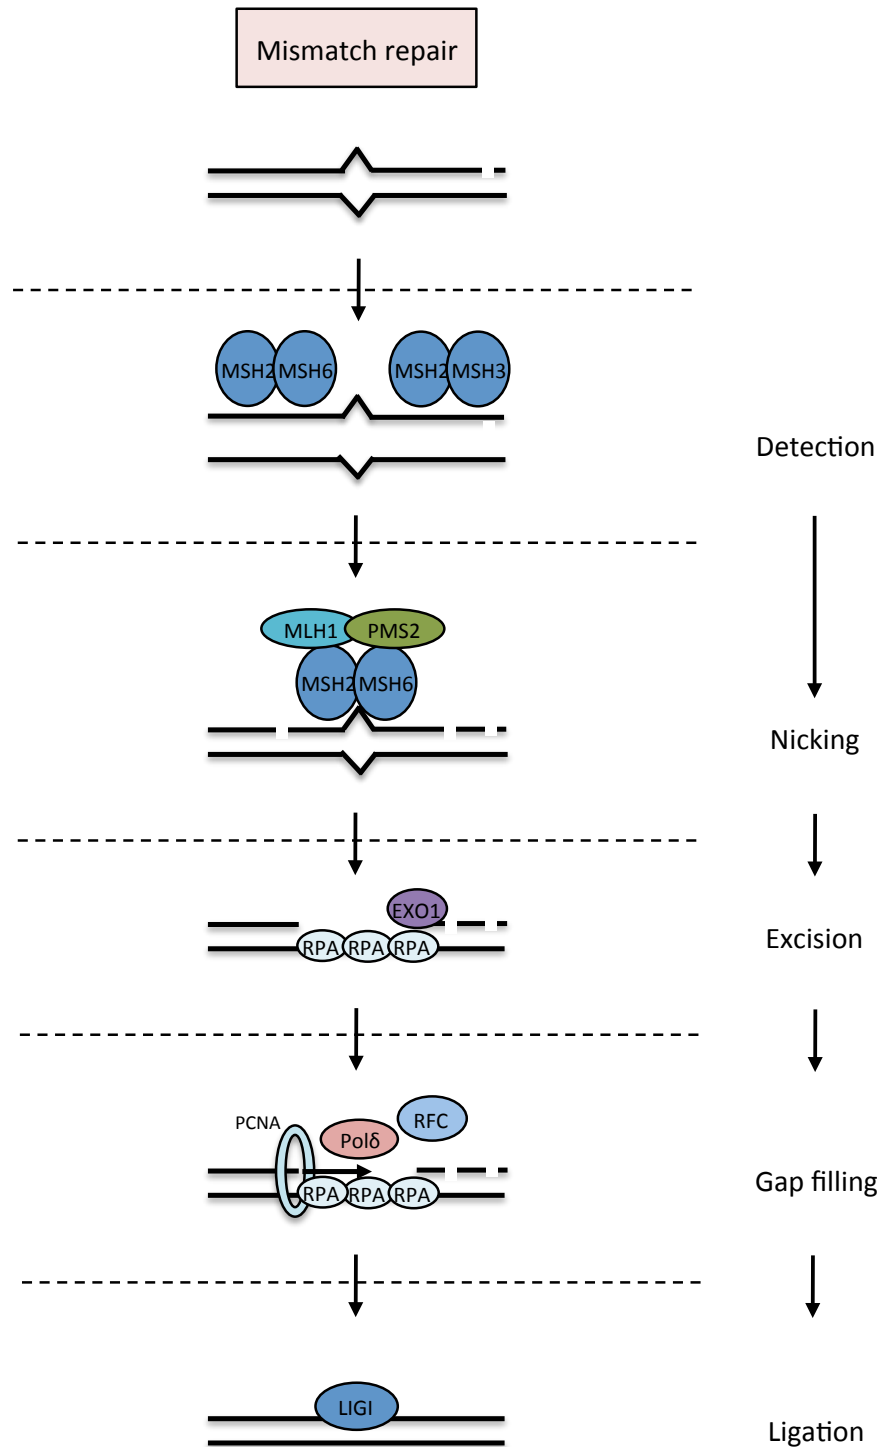 Mismatch repair
MSH2 MSH6 MSH2 MSH3
Detection
MLH1 PMS2
MSH2 MSH6
Nicking
EXO1
RPA RPA RPA
Excision
PCNA Polδ RFC
RPA RPA RPA
Gap filling
LIGI
Ligation